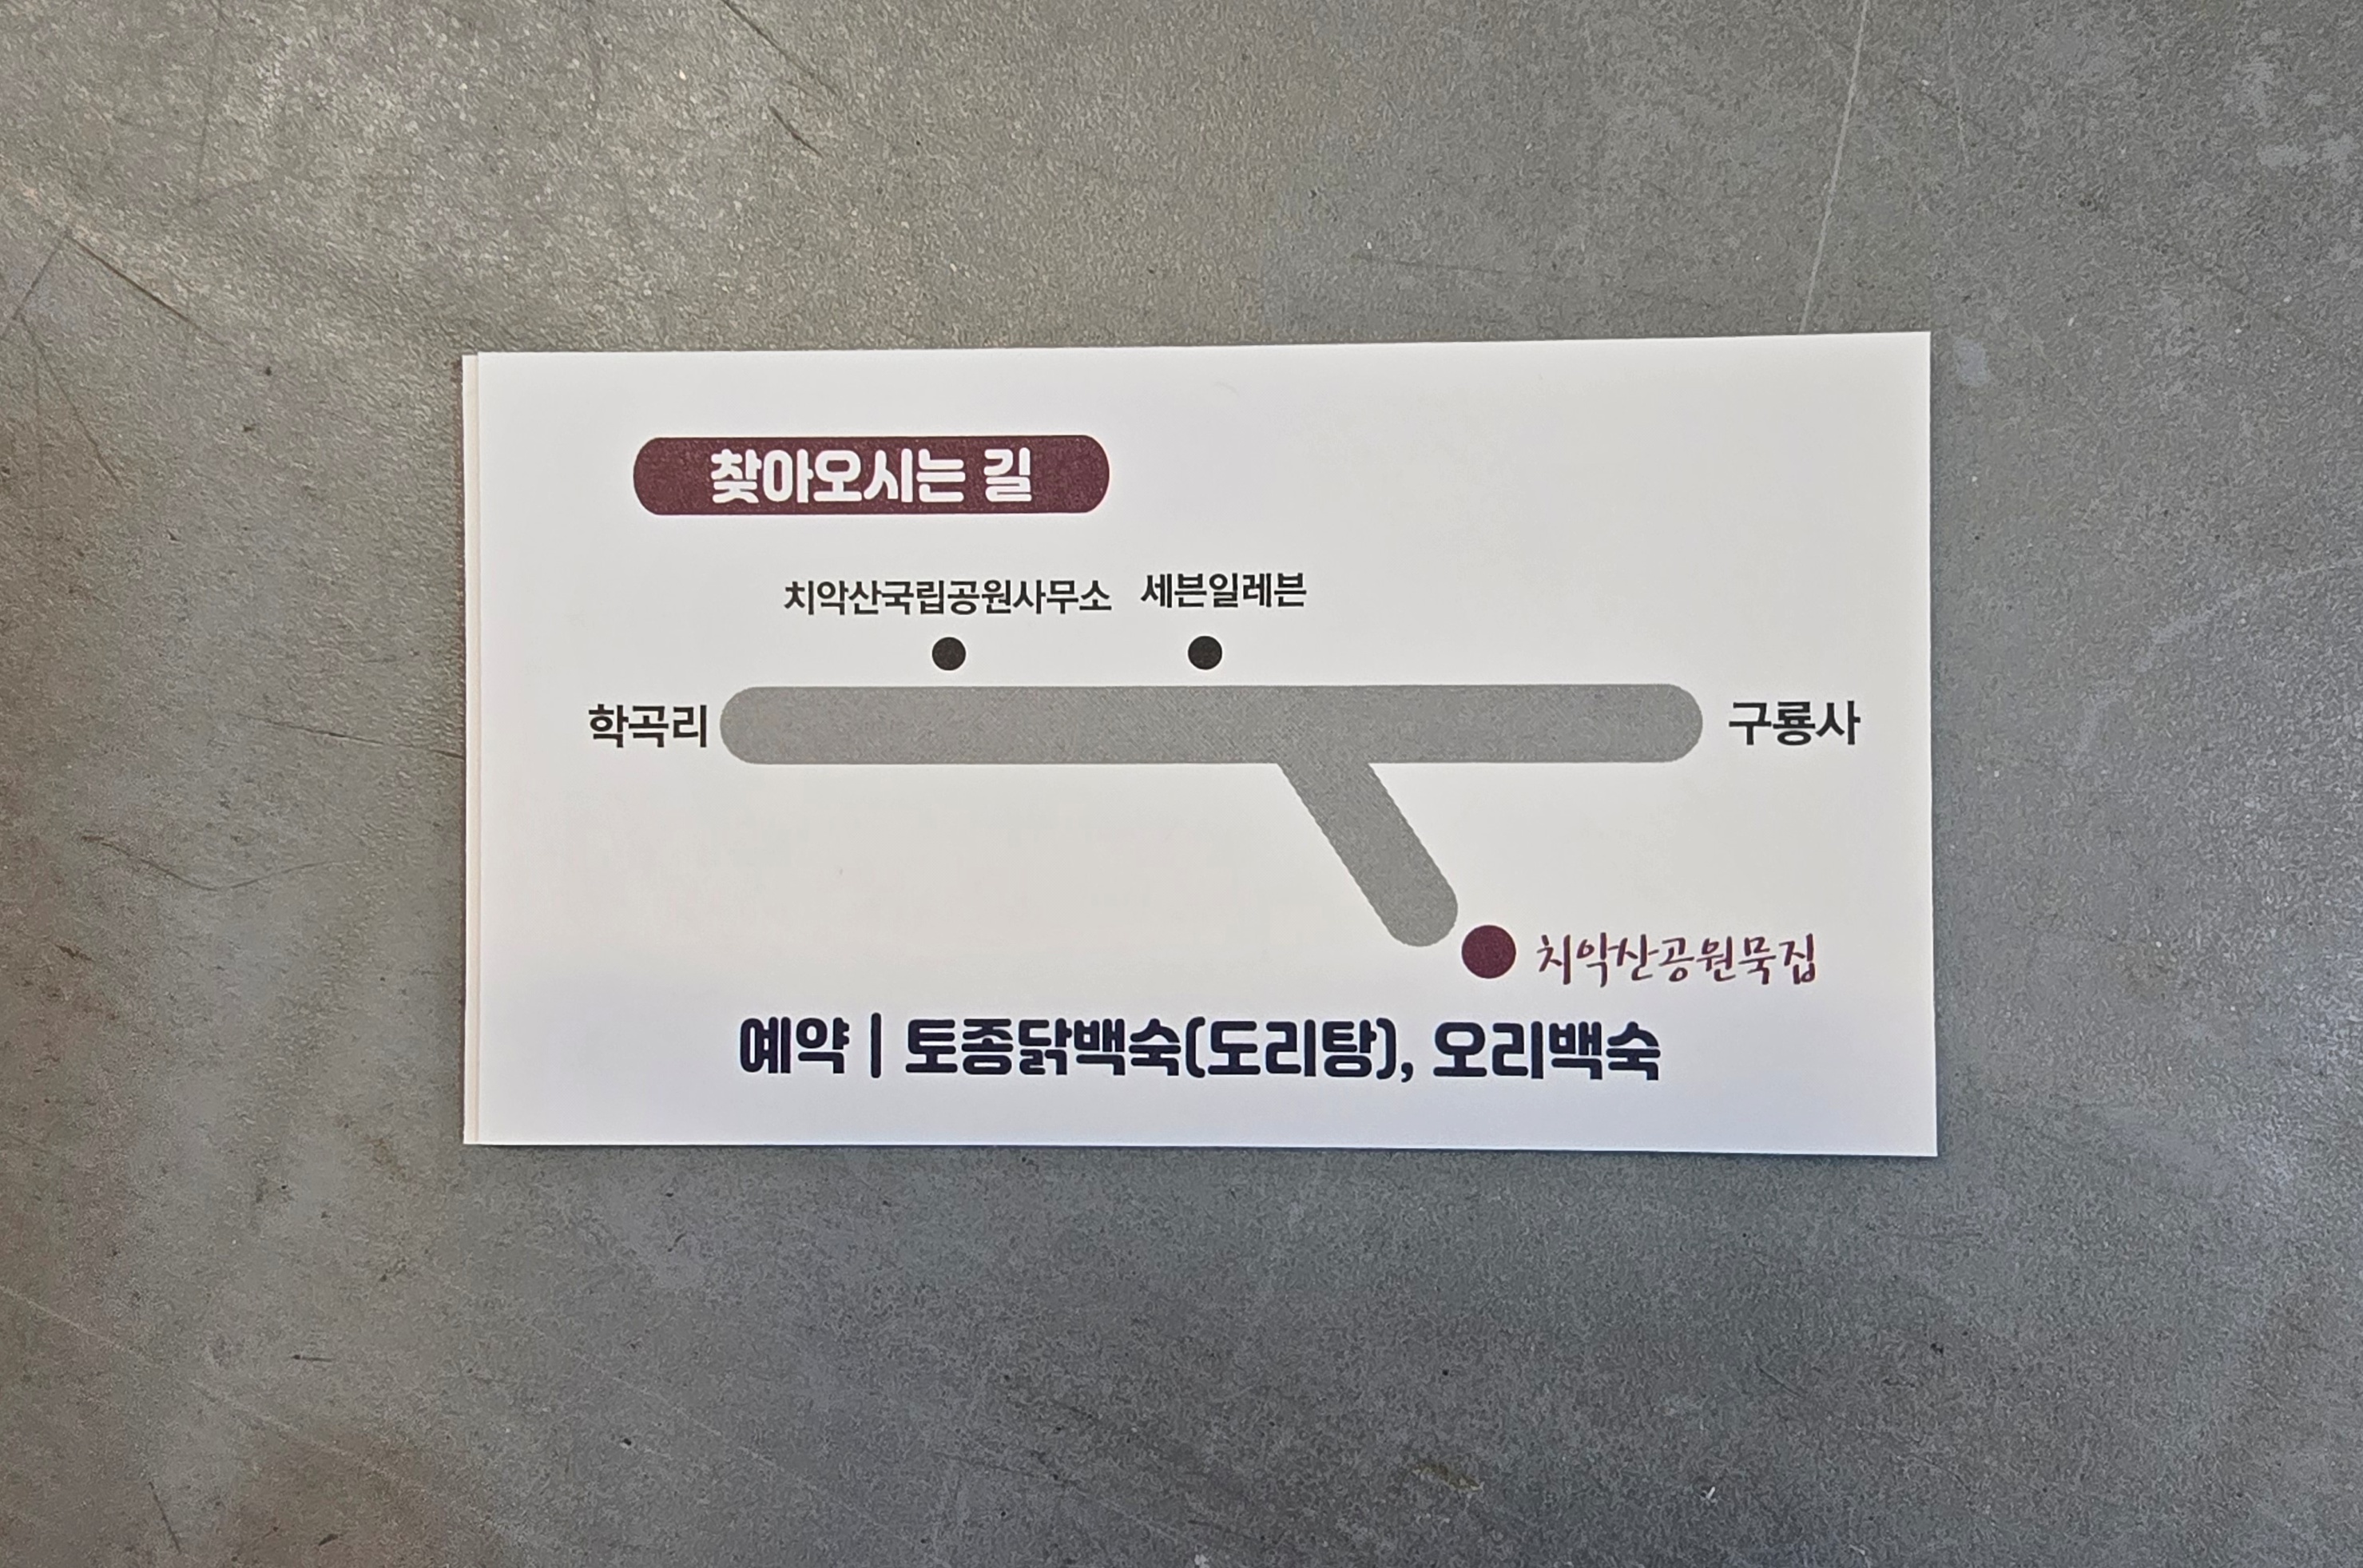 찾아오시는 길
치악산국립공원사무소 세븐일레븐
학곡리 구룡사
치악산공원묵집
예약 | 토종닭백숙(도리탕), 오리백숙